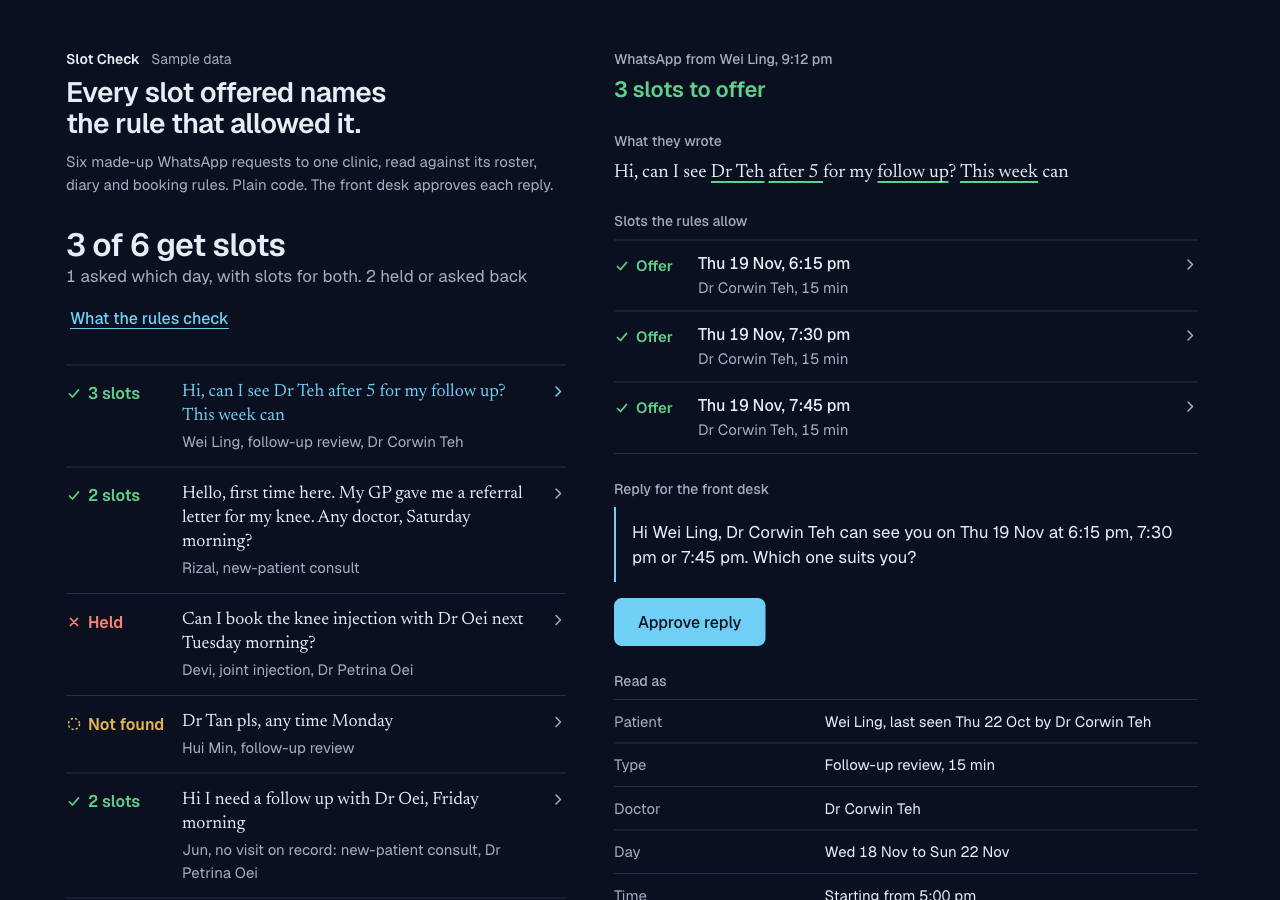 Slot Check Sample data
Every slot offered names
the rule that allowed it.
Six made-up WhatsApp requests to one clinic, read against its roster,
diary and booking rules. Plain code. The front desk approves each reply.
3 of 6 get slots
1 asked which day, with slots for both. 2 held or asked back
What the rules check
3 slots
Hi, can I see Dr Teh after 5 for my follow up?
This week can
Wei Ling, follow-up review, Dr Corwin Teh
2 slots
Hello, first time here. My GP gave me a referral
letter for my knee. Any doctor, Saturday
morning?
Rizal, new-patient consult
Held
Can I book the knee injection with Dr Oei next
Tuesday morning?
Devi, joint injection, Dr Petrina Oei
Not found
Dr Tan pls, any time Monday
Hui Min, follow-up review
2 slots
Hi I need a follow up with Dr Oei, Friday
morning
Jun, no visit on record: new-patient consult, Dr
Petrina Oei
WhatsApp from Wei Ling, 9:12 pm
3 slots to offer
What they wrote
Hi, can I see Dr Teh after 5 for my follow up? This week can
Slots the rules allow
Offer
Thu 19 Nov, 6:15 pm
Dr Corwin Teh, 15 min
Offer
Thu 19 Nov, 7:30 pm
Dr Corwin Teh, 15 min
Offer
Thu 19 Nov, 7:45 pm
Dr Corwin Teh, 15 min
Reply for the front desk
Hi Wei Ling, Dr Corwin Teh can see you on Thu 19 Nov at 6:15 pm, 7:30
pm or 7:45 pm. Which one suits you?
Approve reply
Read as
Patient Wei Ling, last seen Thu 22 Oct by Dr Corwin Teh
Type Follow-up review, 15 min
Doctor Dr Corwin Teh
Day Wed 18 Nov to Sun 22 Nov
Time Starting from 5:00 pm